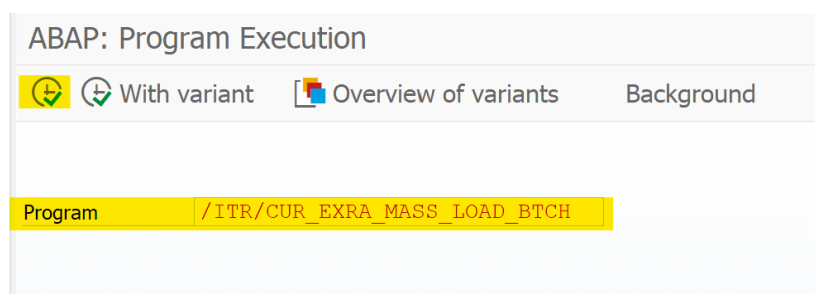 ABAP: Program Execution
With variant Overview of variants Background
Program /ITR/CUR_EXRA_MASS_LOAD_BTCH